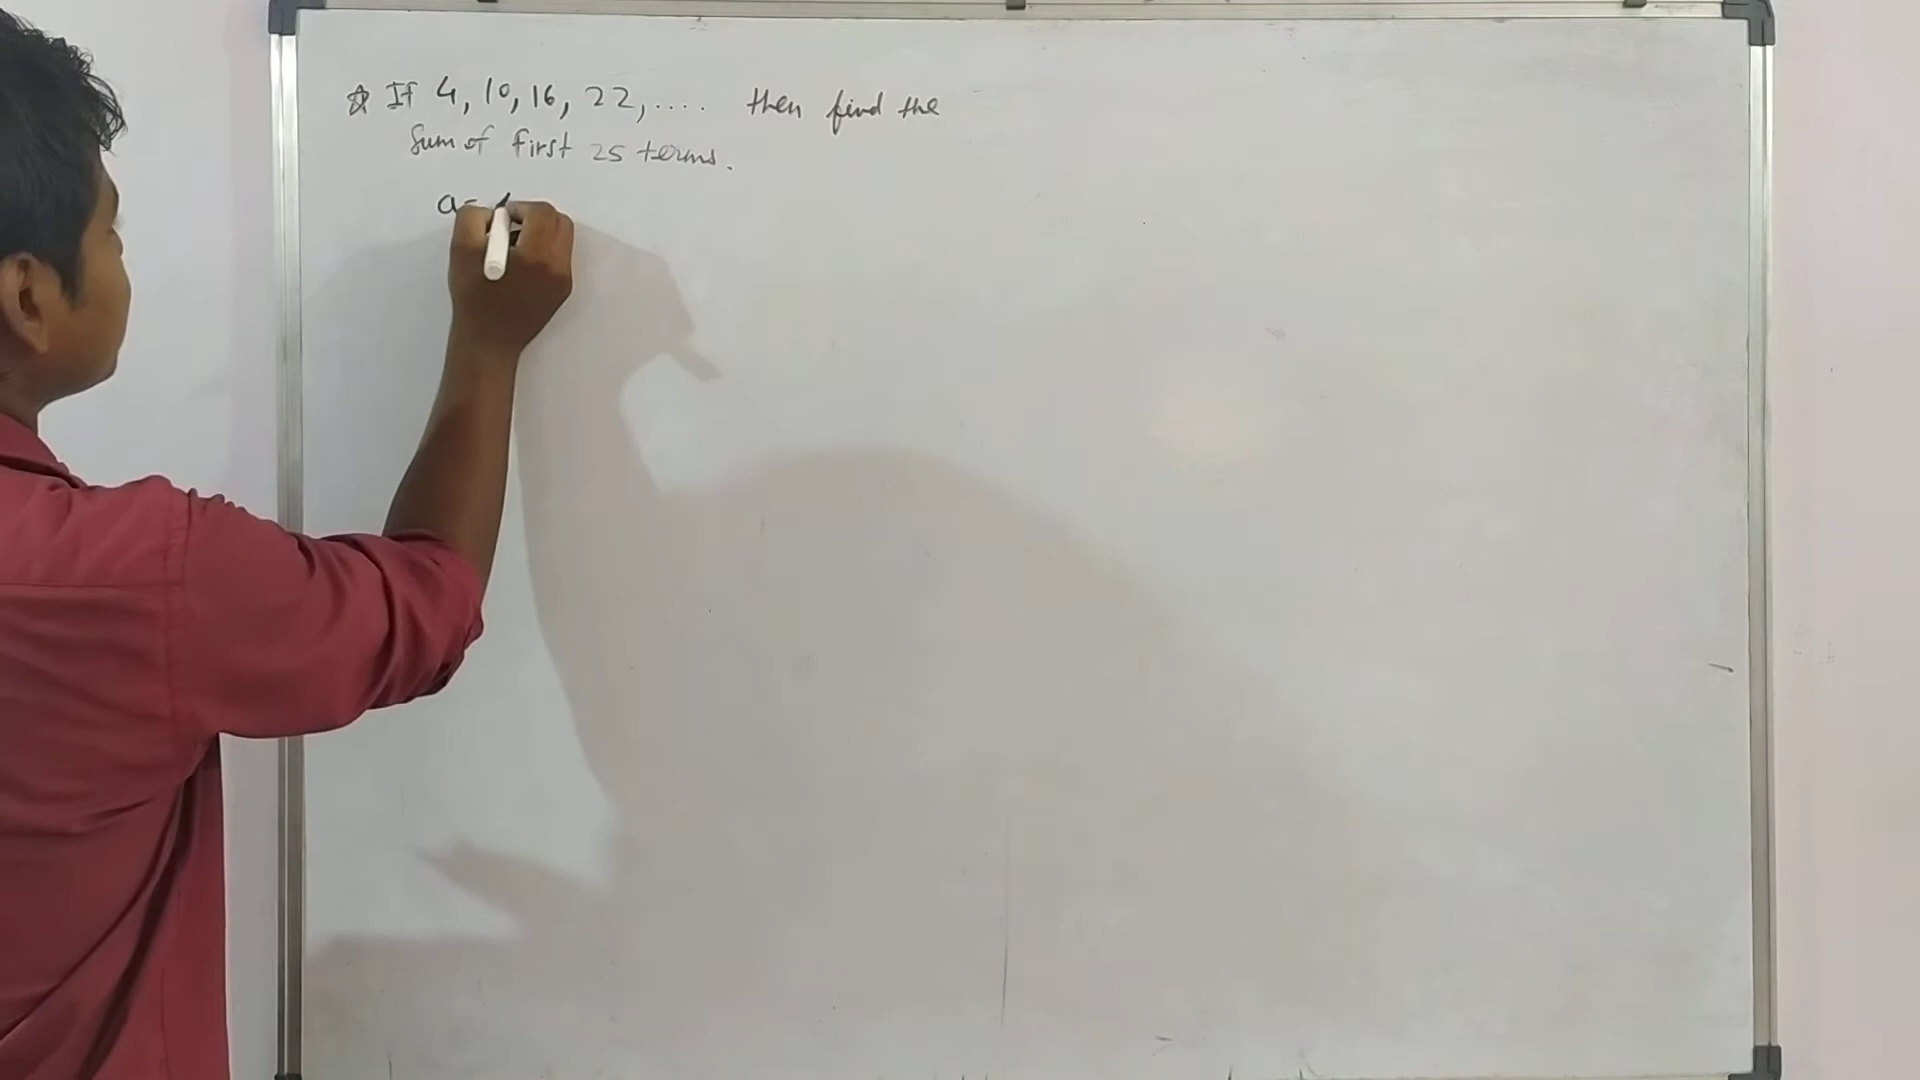 ☆ If 4, 10, 16, 22, .... then find the
Sum of first 25 terms.
a=